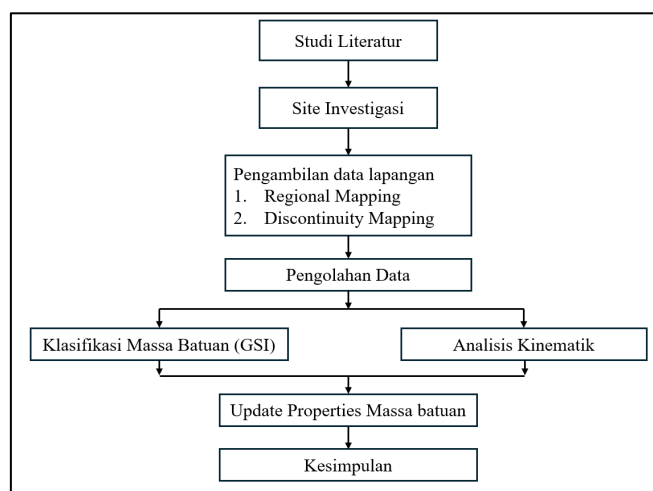 Studi Literatur
Site Investigasi
Pengambilan data lapangan
1. Regional Mapping
2. Discontinuity Mapping
Pengolahan Data
Klasifikasi Massa Batuan (GSI)
Analisis Kinematik
Update Properties Massa batuan
Kesimpulan